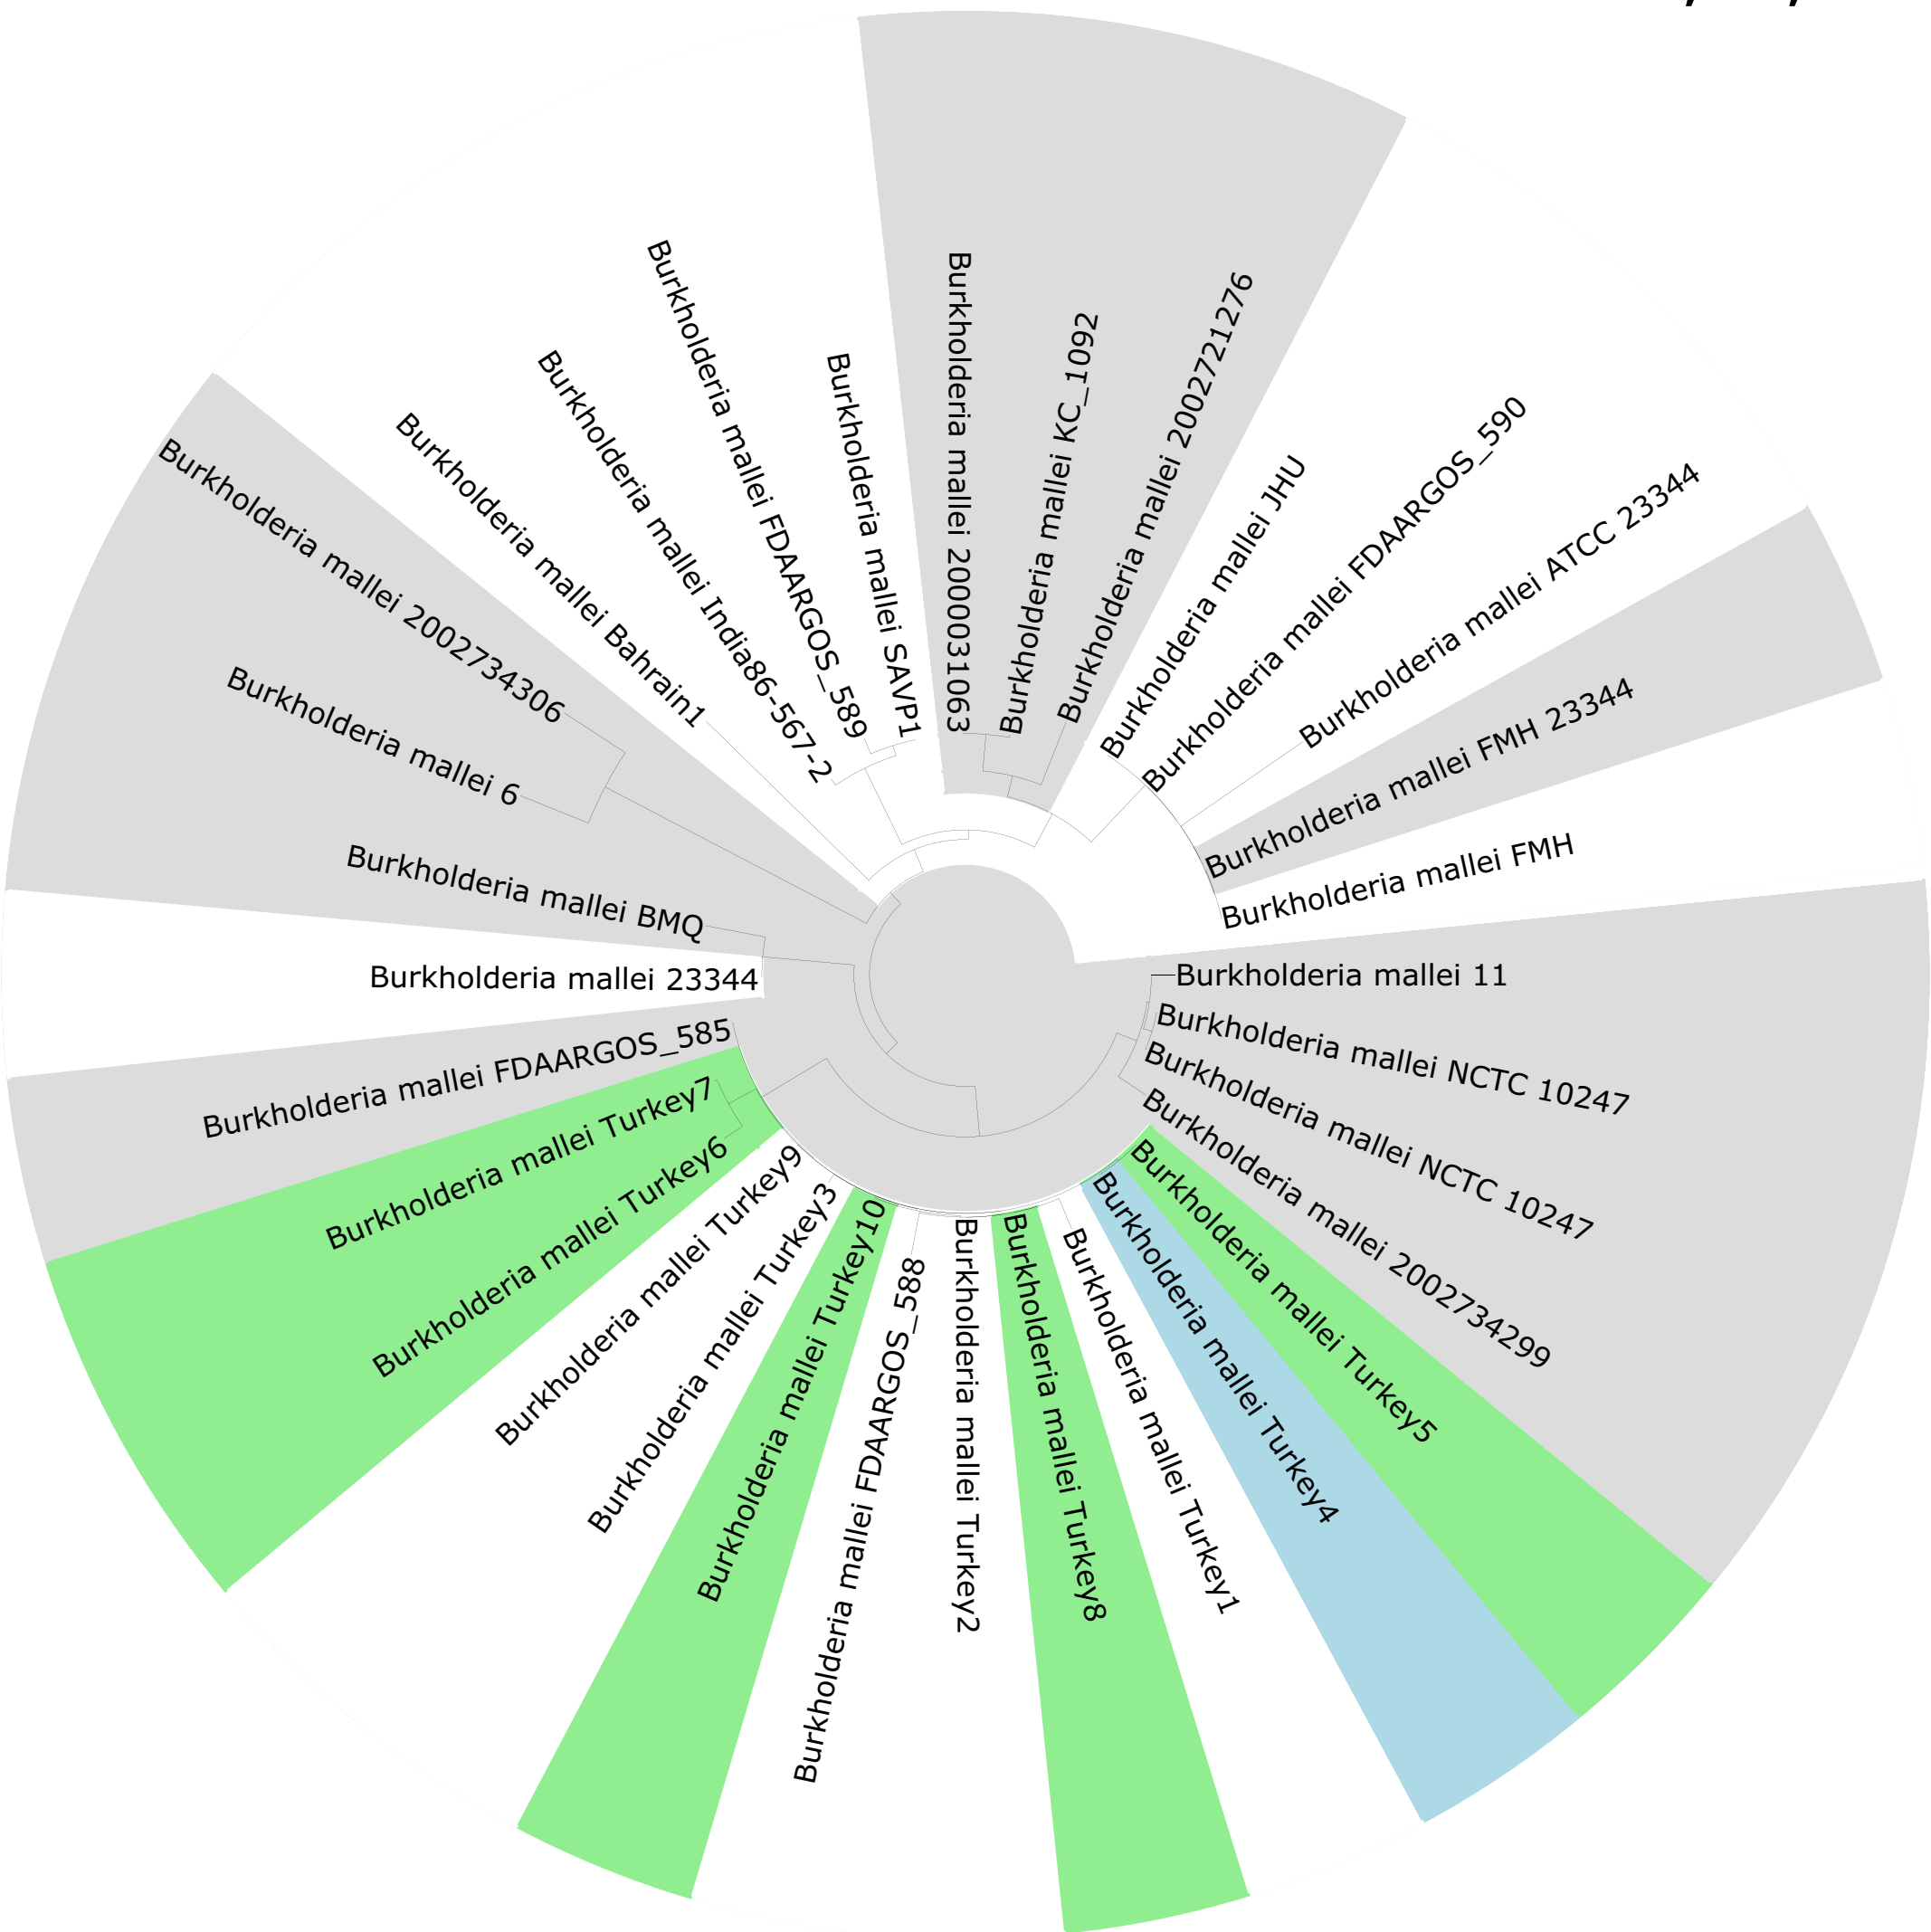 Burkholderia mallei 2000031063
Burkholderia mallei KC_1092
Burkholderia mallei 2002721276
Burkholderia mallei JHU
Burkholderia mallei FDAARGOS_590
Burkholderia mallei ATCC 23344
Burkholderia mallei FMH 23344
Burkholderia mallei FMH
Burkholderia mallei 11
Burkholderia mallei NCTC 10247
Burkholderia mallei NCTC 10247
Burkholderia mallei 2002734299
Burkholderia mallei Turkey5
Burkholderia mallei Turkey4
Burkholderia mallei Turkey1
Burkholderia mallei Turkey8
Burkholderia mallei Turkey2
Burkholderia mallei FDAARGOS_588
Burkholderia mallei Turkey10
Burkholderia mallei Turkey3
Burkholderia mallei Turkey9
Burkholderia mallei Turkey6
Burkholderia mallei Turkey7
Burkholderia mallei FDAARGOS_585
Burkholderia mallei 23344
Burkholderia mallei BMQ
Burkholderia mallei 6
Burkholderia mallei 2002734306
Burkholderia mallei Bahrain1
Burkholderia mallei India86-567-2
Burkholderia mallei FDAARGOS_589
Burkholderia mallei SAVP1